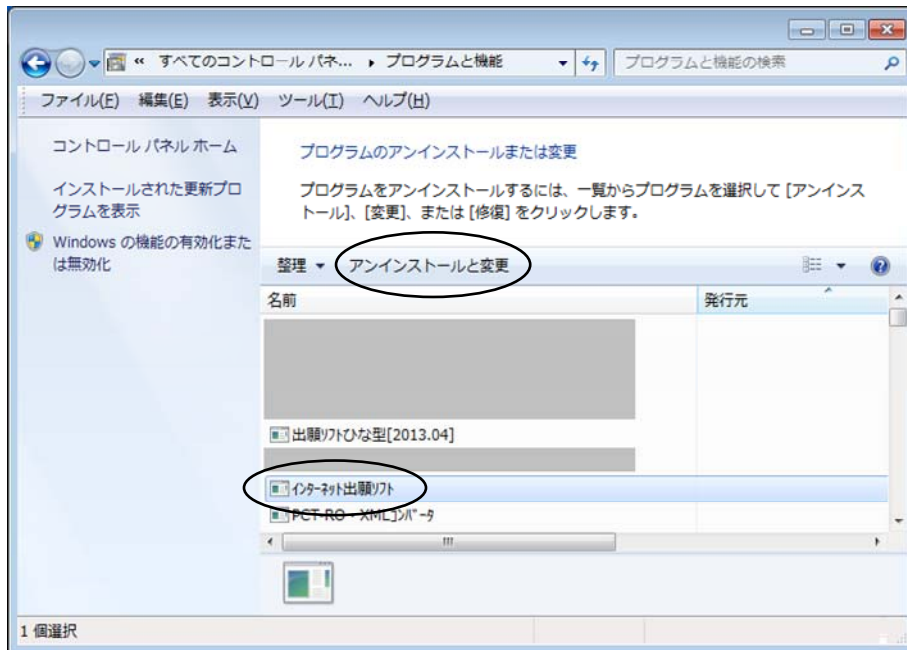 « すべてのコントロール パネ... ▸ プログラムと機能
プログラムと機能の検索
ファイル(F) 編集(E) 表示(V) ツール(T) ヘルプ(H)
コントロール パネル ホーム
インストールされた更新プロ
グラムを表示
Windows の機能の有効化また
は無効化
プログラムのアンインストールまたは変更
プログラムをアンインストールするには、一覧からプログラムを選択して [アンインス
トール]、[変更]、または [修復] をクリックします。
整理 ▼ アンインストールと変更
名前 発行元
出願ｿﾌﾄひな型[2013.04]
ｲﾝﾀｰﾈｯﾄ出願ｿﾌﾄ
PCT-RO・XMLｺﾝﾊﾞｰﾀ
1 個選択